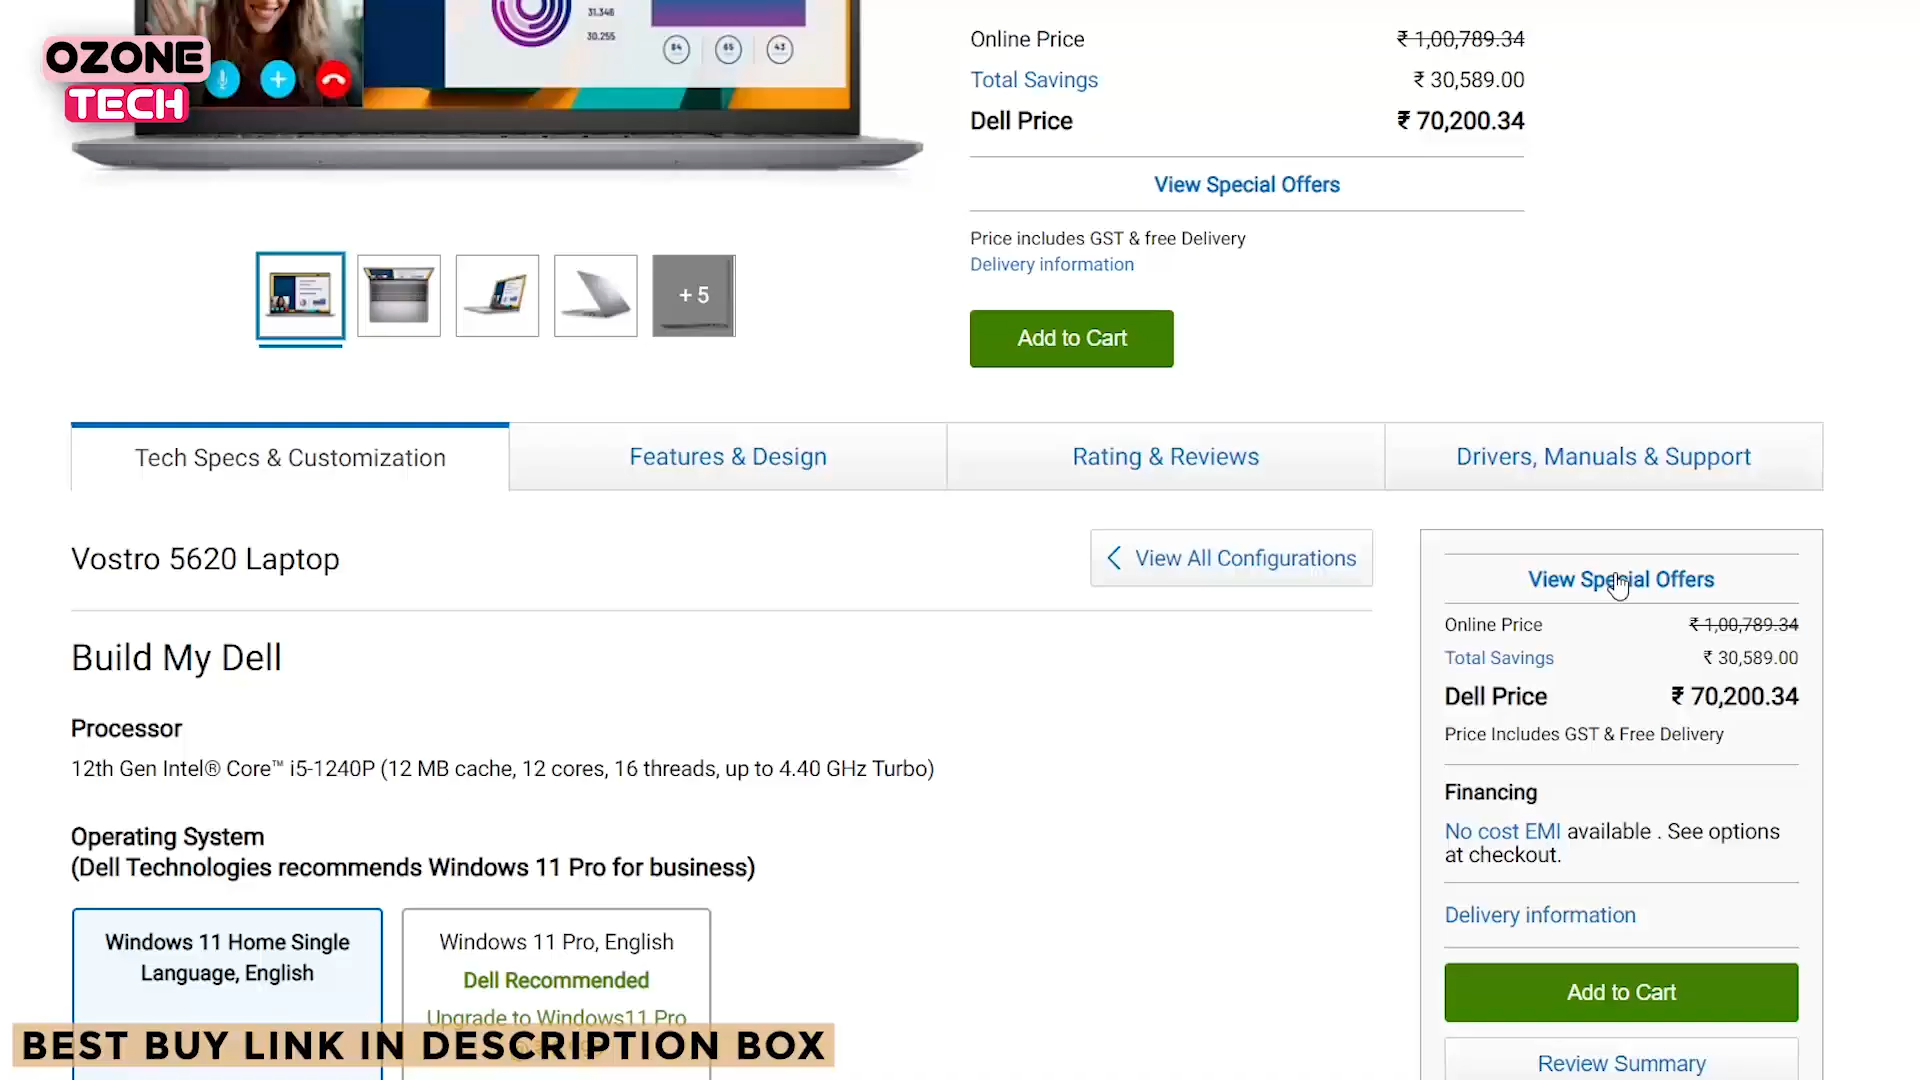 OZONE
TECH
31.346
30.255
84
65
43
Online Price ₹ 1,00,789.34
Total Savings ₹ 30,589.00
Dell Price ₹ 70,200.34
View Special Offers
Price includes GST & free Delivery
Delivery information
+ 5
Add to Cart
Tech Specs & Customization
Features & Design
Rating & Reviews
Drivers, Manuals & Support
Vostro 5620 Laptop
View All Configurations
Build My Dell
Processor
12th Gen Intel® Core™ i5-1240P (12 MB cache, 12 cores, 16 threads, up to 4.40 GHz Turbo)
Operating System
(Dell Technologies recommends Windows 11 Pro for business)
Windows 11 Home Single
Language, English
Windows 11 Pro, English
Dell Recommended
Upgrade to Windows11 Pro
View Special Offers
Online Price ₹ 1,00,789.34
Total Savings ₹ 30,589.00
Dell Price ₹ 70,200.34
Price Includes GST & Free Delivery
Financing
No cost EMI available . See options
at checkout.
Delivery information
Add to Cart
Review Summary
BEST BUY LINK IN DESCRIPTION BOX